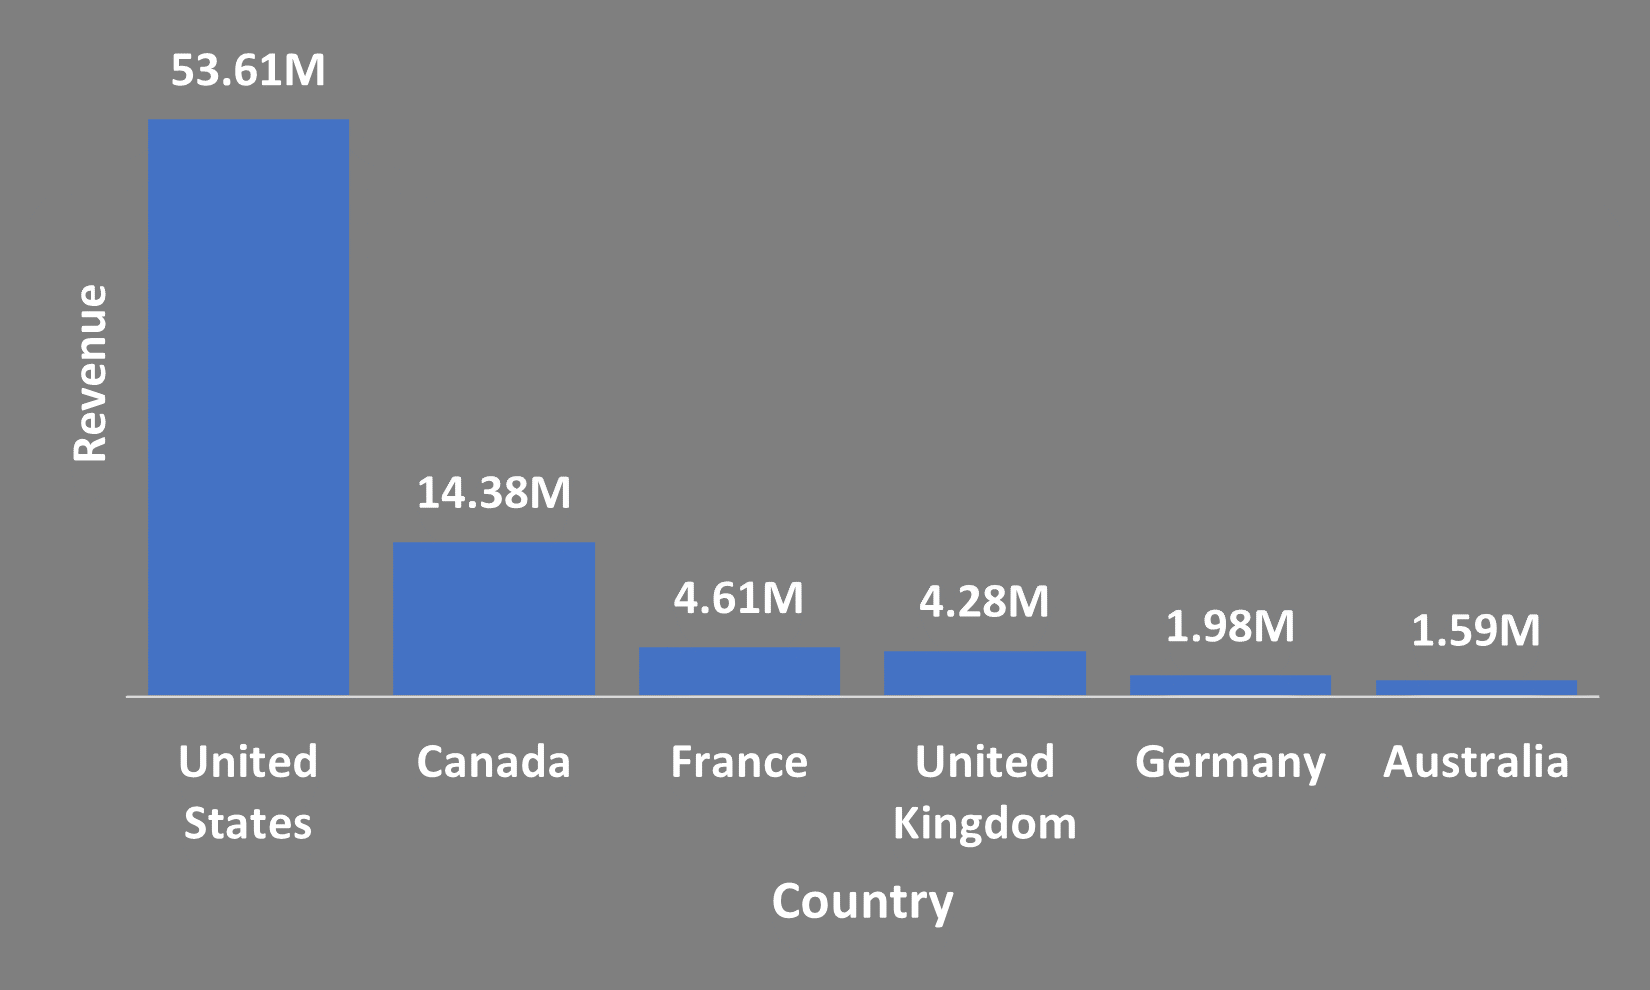 53.61M
14.38M
4.61M
4.28M
1.98M
1.59M
Revenue
United
States
Canada
France
United
Kingdom
Germany
Australia
Country